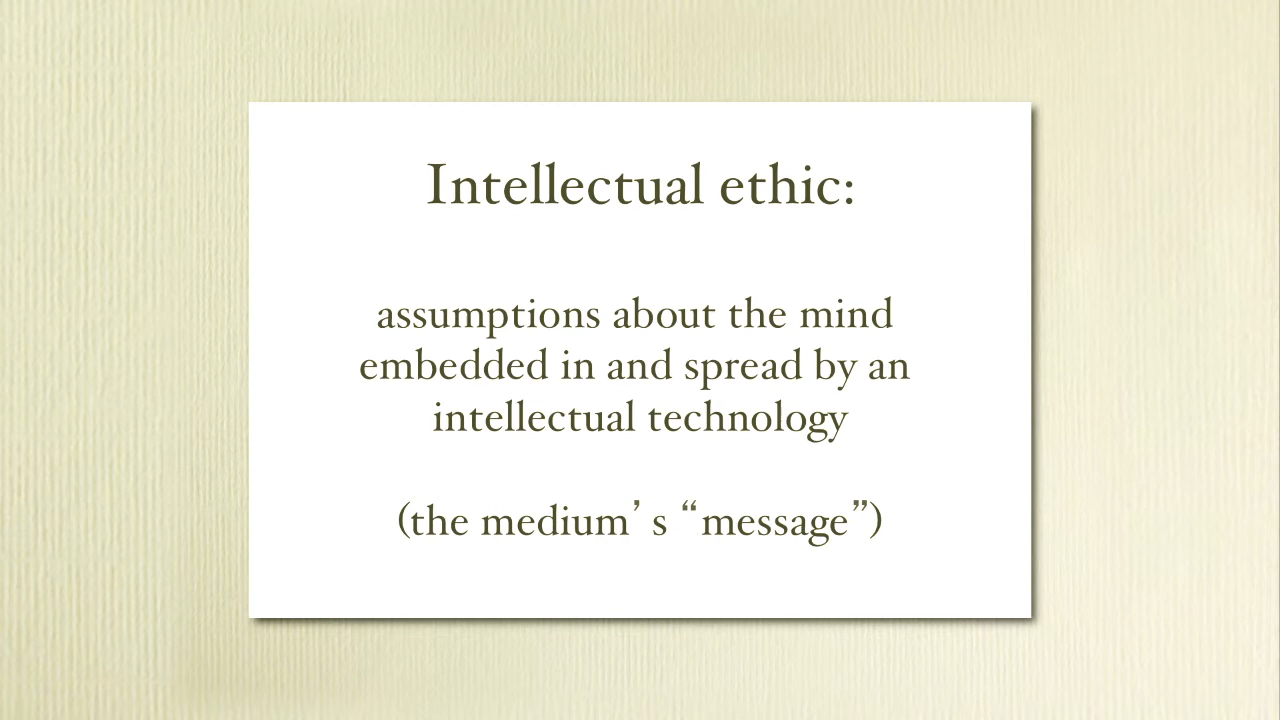 Intellectual ethic:
assumptions about the mind
embedded in and spread by an
intellectual technology
(the medium’ s “message”)